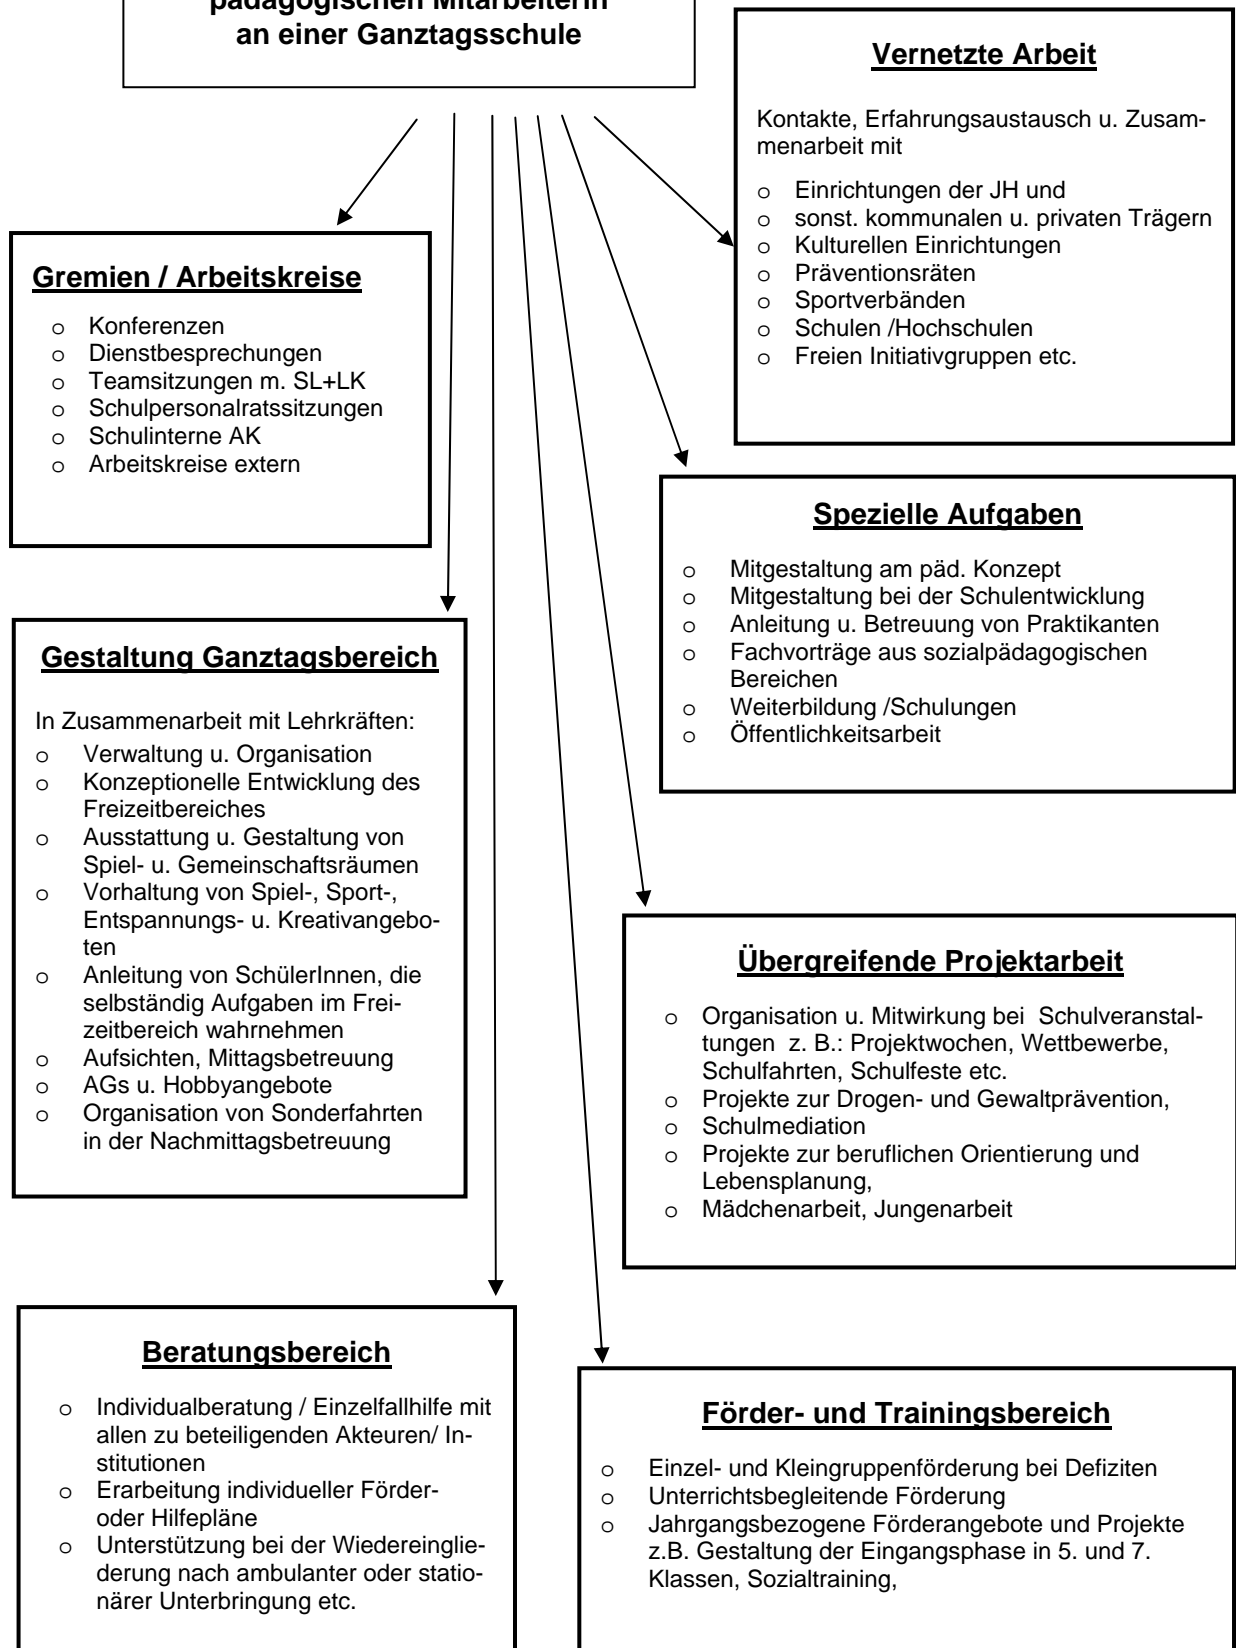 pädagogischen Mitarbeiterin
an einer Ganztagsschule
Vernetzte Arbeit
Kontakte, Erfahrungsaustausch u. Zusam-
menarbeit mit
o Einrichtungen der JH und
o sonst. kommunalen u. privaten Trägern
o Kulturellen Einrichtungen
o Präventionsräten
o Sportverbänden
o Schulen /Hochschulen
o Freien Initiativgruppen etc.
Gremien / Arbeitskreise
o Konferenzen
o Dienstbesprechungen
o Teamsitzungen m. SL+LK
o Schulpersonalratssitzungen
o Schulinterne AK
o Arbeitskreise extern
Spezielle Aufgaben
o Mitgestaltung am päd. Konzept
o Mitgestaltung bei der Schulentwicklung
o Anleitung u. Betreuung von Praktikanten
o Fachvorträge aus sozialpädagogischen
Bereichen
o Weiterbildung /Schulungen
o Öffentlichkeitsarbeit
Gestaltung Ganztagsbereich
In Zusammenarbeit mit Lehrkräften:
o Verwaltung u. Organisation
o Konzeptionelle Entwicklung des
Freizeitbereiches
o Ausstattung u. Gestaltung von
Spiel- u. Gemeinschaftsräumen
o Vorhaltung von Spiel-, Sport-,
Entspannungs- u. Kreativangebo-
ten
o Anleitung von SchülerInnen, die
selbständig Aufgaben im Frei-
zeitbereich wahrnehmen
o Aufsichten, Mittagsbetreuung
o AGs u. Hobbyangebote
o Organisation von Sonderfahrten
in der Nachmittagsbetreuung
Übergreifende Projektarbeit
o Organisation u. Mitwirkung bei  Schulveranstal-
tungen  z. B.: Projektwochen, Wettbewerbe,
Schulfahrten, Schulfeste etc.
o Projekte zur Drogen- und Gewaltprävention,
o Schulmediation
o Projekte zur beruflichen Orientierung und
Lebensplanung,
o Mädchenarbeit, Jungenarbeit
Beratungsbereich
o Individualberatung / Einzelfallhilfe mit
allen zu beteiligenden Akteuren/ In-
stitutionen
o Erarbeitung individueller Förder-
oder Hilfepläne
o Unterstützung bei der Wiedereinglie-
derung nach ambulanter oder statio-
närer Unterbringung etc.
Förder- und Trainingsbereich
o Einzel- und Kleingruppenförderung bei Defiziten
o Unterrichtsbegleitende Förderung
o Jahrgangsbezogene Förderangebote und Projekte
z.B. Gestaltung der Eingangsphase in 5. und 7.
Klassen, Sozialtraining,